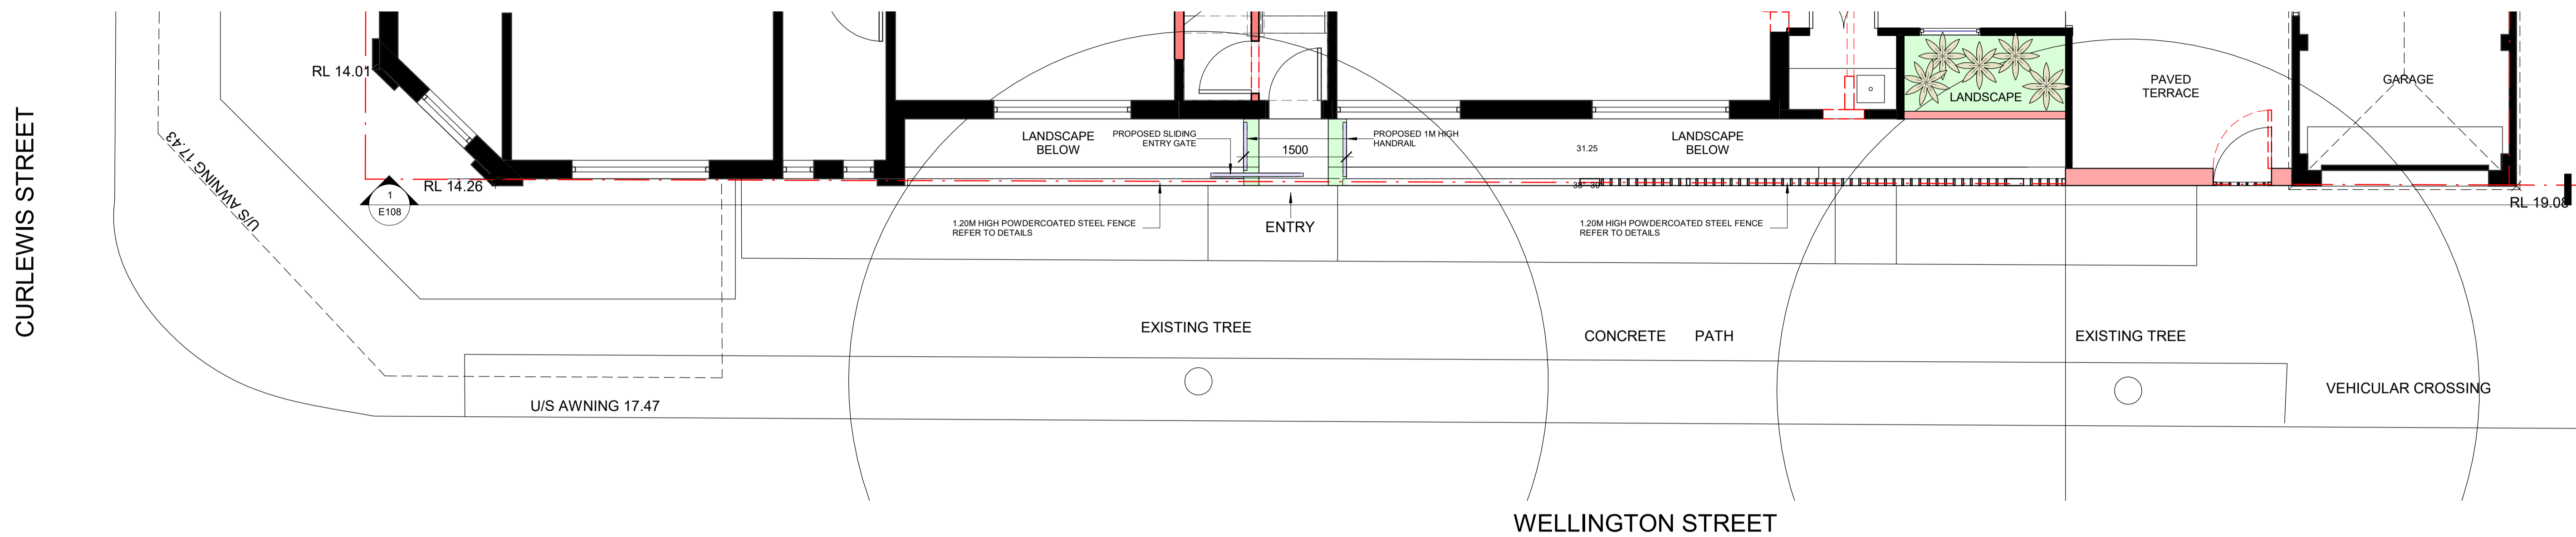 RL 14.01
CURLEWIS STREET
U/S AWNING 17.43
RL 14.26
1
E108
LANDSCAPE
BELOW
PROPOSED SLIDING
ENTRY GATE
1500
PROPOSED 1M HIGH
HANDRAIL
31.25
LANDSCAPE
BELOW
LANDSCAPE
PAVED
TERRACE
GARAGE
RL 19.08
1.20M HIGH POWDERCOATED STEEL FENCE
REFER TO DETAILS
ENTRY
1.20M HIGH POWDERCOATED STEEL FENCE
REFER TO DETAILS
EXISTING TREE
CONCRETE PATH
EXISTING TREE
VEHICULAR CROSSING
U/S AWNING 17.47
WELLINGTON STREET